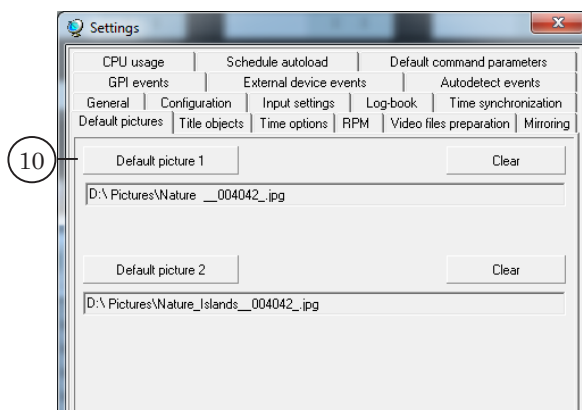 Settings
CPU usage Schedule autoload Default command parameters
GPI events External device events Autodetect events
General Configuration Input settings Log-book Time synchronization
Default pictures Title objects Time options RPM Video files preparation Mirroring
10 Default picture 1 Clear
D:\ Pictures\Nature __004042_.jpg
Default picture 2 Clear
D:\ Pictures\Nature_Islands__004042_.jpg